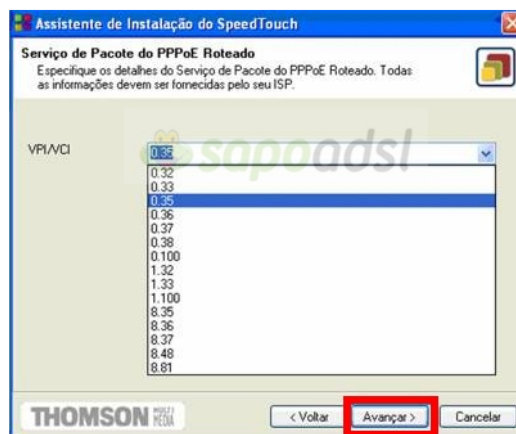 Assistente de Instalação do SpeedTouch
Serviço de Pacote do PPPoE Roteado
Especifique os detalhes do Serviço de Pacote do PPPoE Roteado. Todas
as informações devem ser fornecidas pelo seu ISP.
sapoadsl
VPI/VCI
0.35
0.32
0.33
0.35
0.36
0.37
0.38
0.100
1.32
1.33
1.100
8.35
8.36
8.37
8.48
8.81
THOMSON MULTI MEDIA
< Voltar Avançar > Cancelar